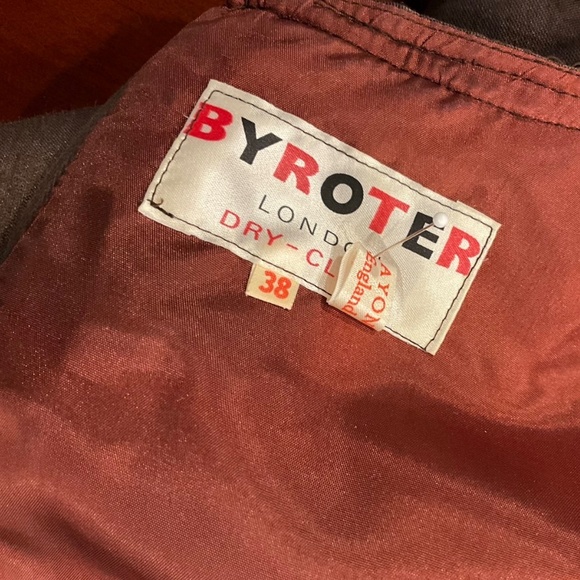 BYROTER
LONDO
DRY-CL
38
AYON
England